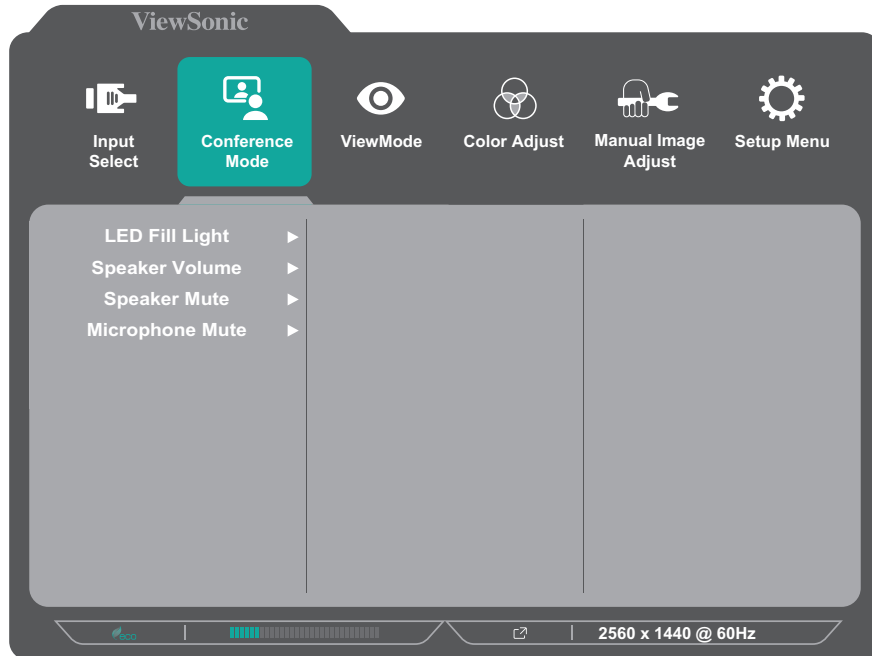 ViewSonic
Input
Select
Conference
Mode
ViewMode
Color Adjust
Manual Image
Adjust
Setup Menu
LED Fill Light
Speaker Volume
Speaker Mute
Microphone Mute
eco
2560 x 1440 @ 60Hz